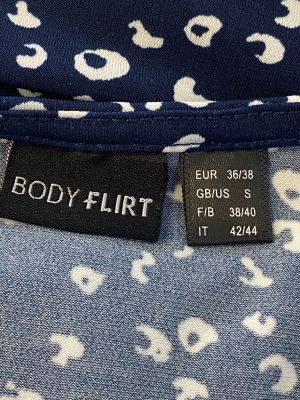 BODY FLIRT
EUR 36/38
GB/US S
F/B 38/40
IT 42/44